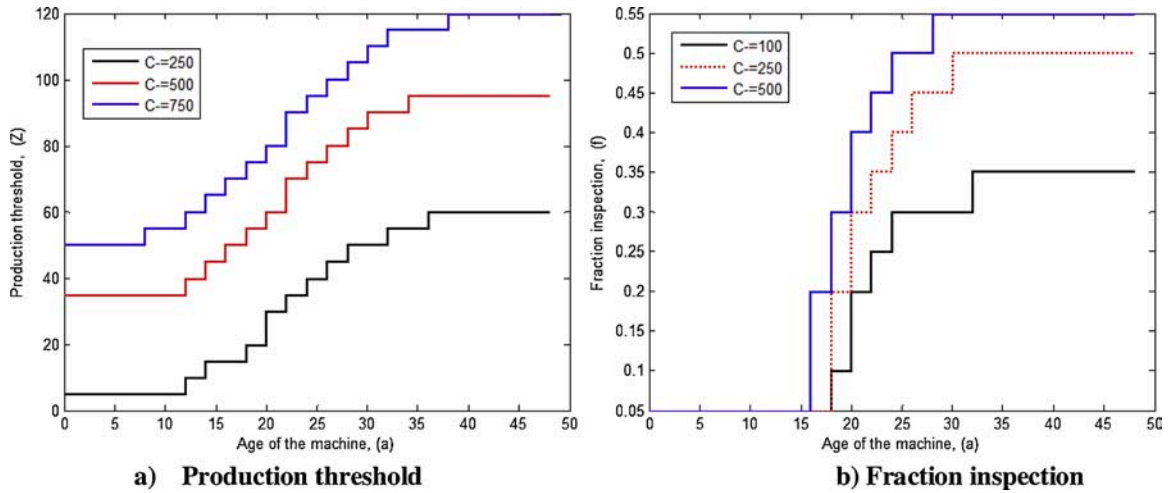 120
100
80
60
40
20
0
Production threshold, (Z)
C-=250
C-=500
C-=750
0 5 10 15 20 25 30 35 40 45 50
Age of the machine, (a)
a) Production threshold
0.55
0.5
0.45
0.4
0.35
0.3
0.25
0.2
0.15
0.1
0.05
Fraction inspection, (f)
C-=100
C-=250
C-=500
0 5 10 15 20 25 30 35 40 45 50
Age of the machine, (a)
b) Fraction inspection